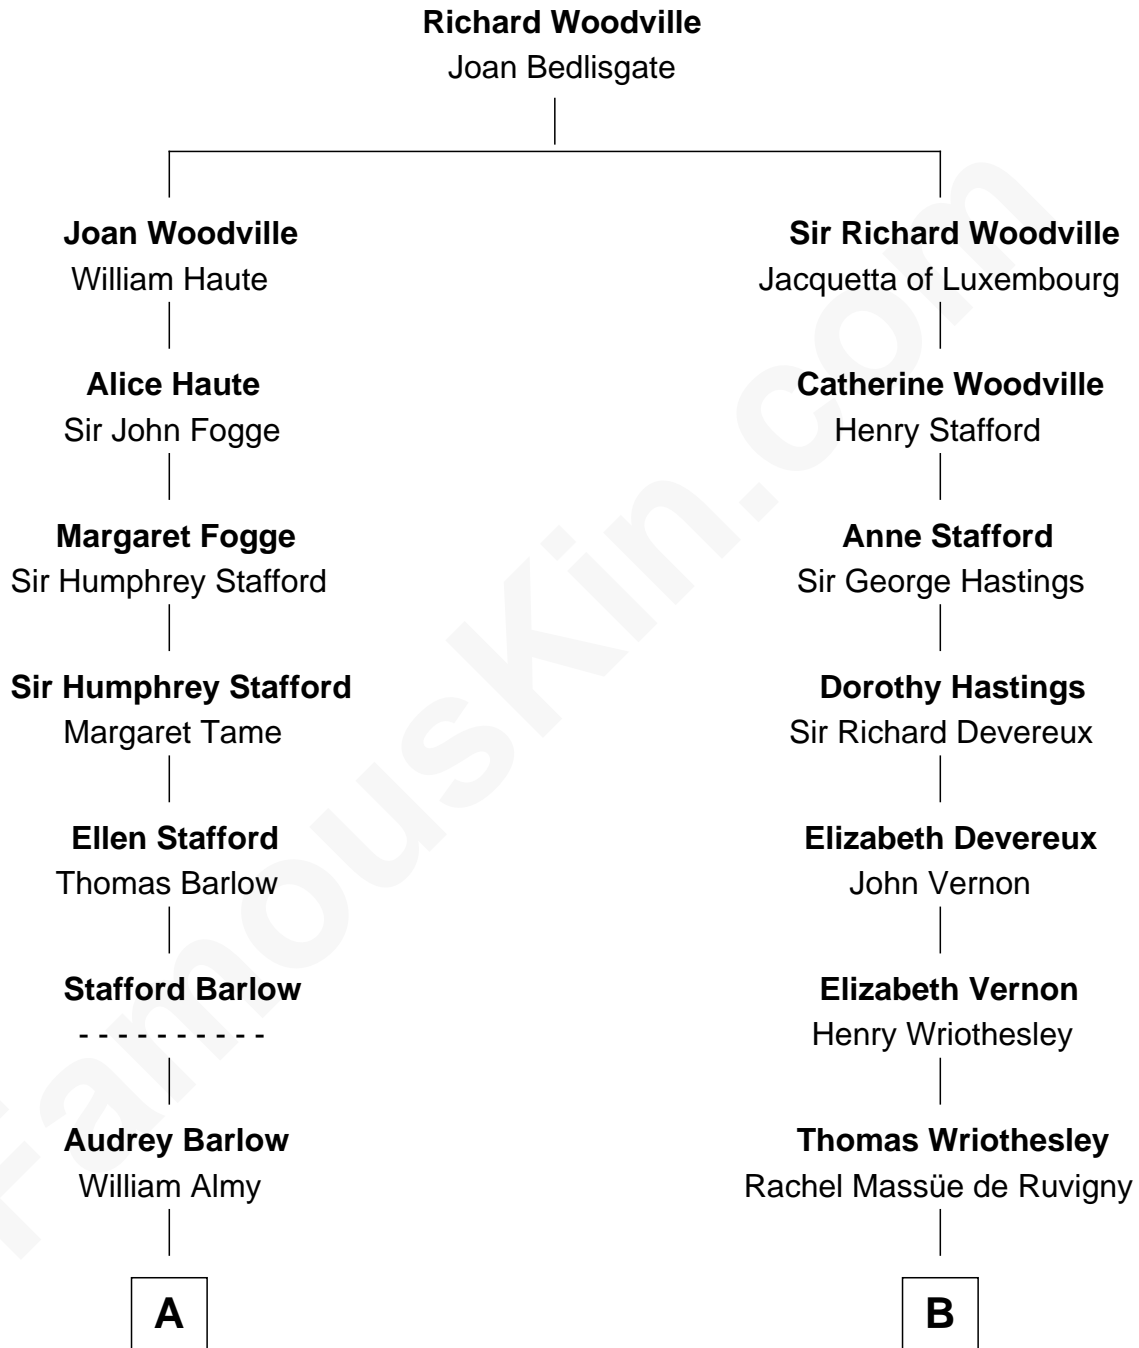 Richard Woodville
Joan Bedlisgate
Joan Woodville
William Haute
Sir Richard Woodville
Jacquetta of Luxembourg
Alice Haute
Sir John Fogge
Catherine Woodville
Henry Stafford
Margaret Fogge
Sir Humphrey Stafford
Anne Stafford
Sir George Hastings
Sir Humphrey Stafford
Margaret Tame
Dorothy Hastings
Sir Richard Devereux
Ellen Stafford
Thomas Barlow
Elizabeth Devereux
John Vernon
Stafford Barlow
- - - - - - - - - -
Elizabeth Vernon
Henry Wriothesley
Audrey Barlow
William Almy
Thomas Wriothesley
Rachel Massüe de Ruvigny
A
B
FamousKin.com